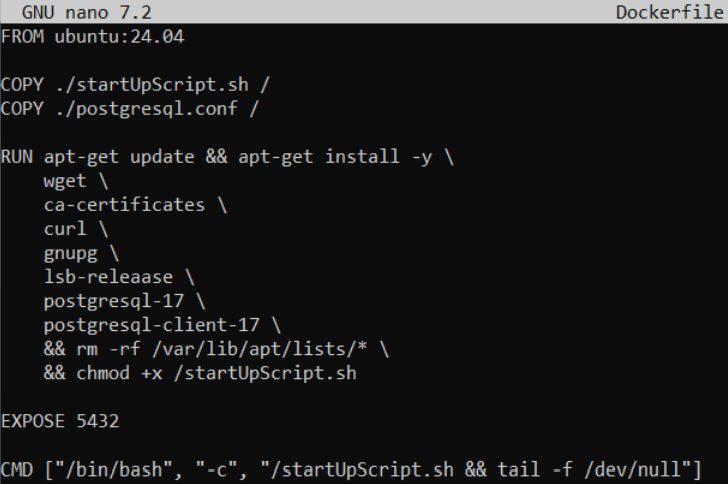 GNU nano 7.2 Dockerfile
FROM ubuntu:24.04
COPY ./startUpScript.sh /
COPY ./postgresql.conf /
RUN apt-get update && apt-get install -y \
wget \
ca-certificates \
curl \
gnupg \
lsb-releaase \
postgresql-17 \
postgresql-client-17 \
&& rm -rf /var/lib/apt/lists/* \
&& chmod +x /startUpScript.sh
EXPOSE 5432
CMD ["/bin/bash", "-c", "/startUpScript.sh && tail -f /dev/null"]